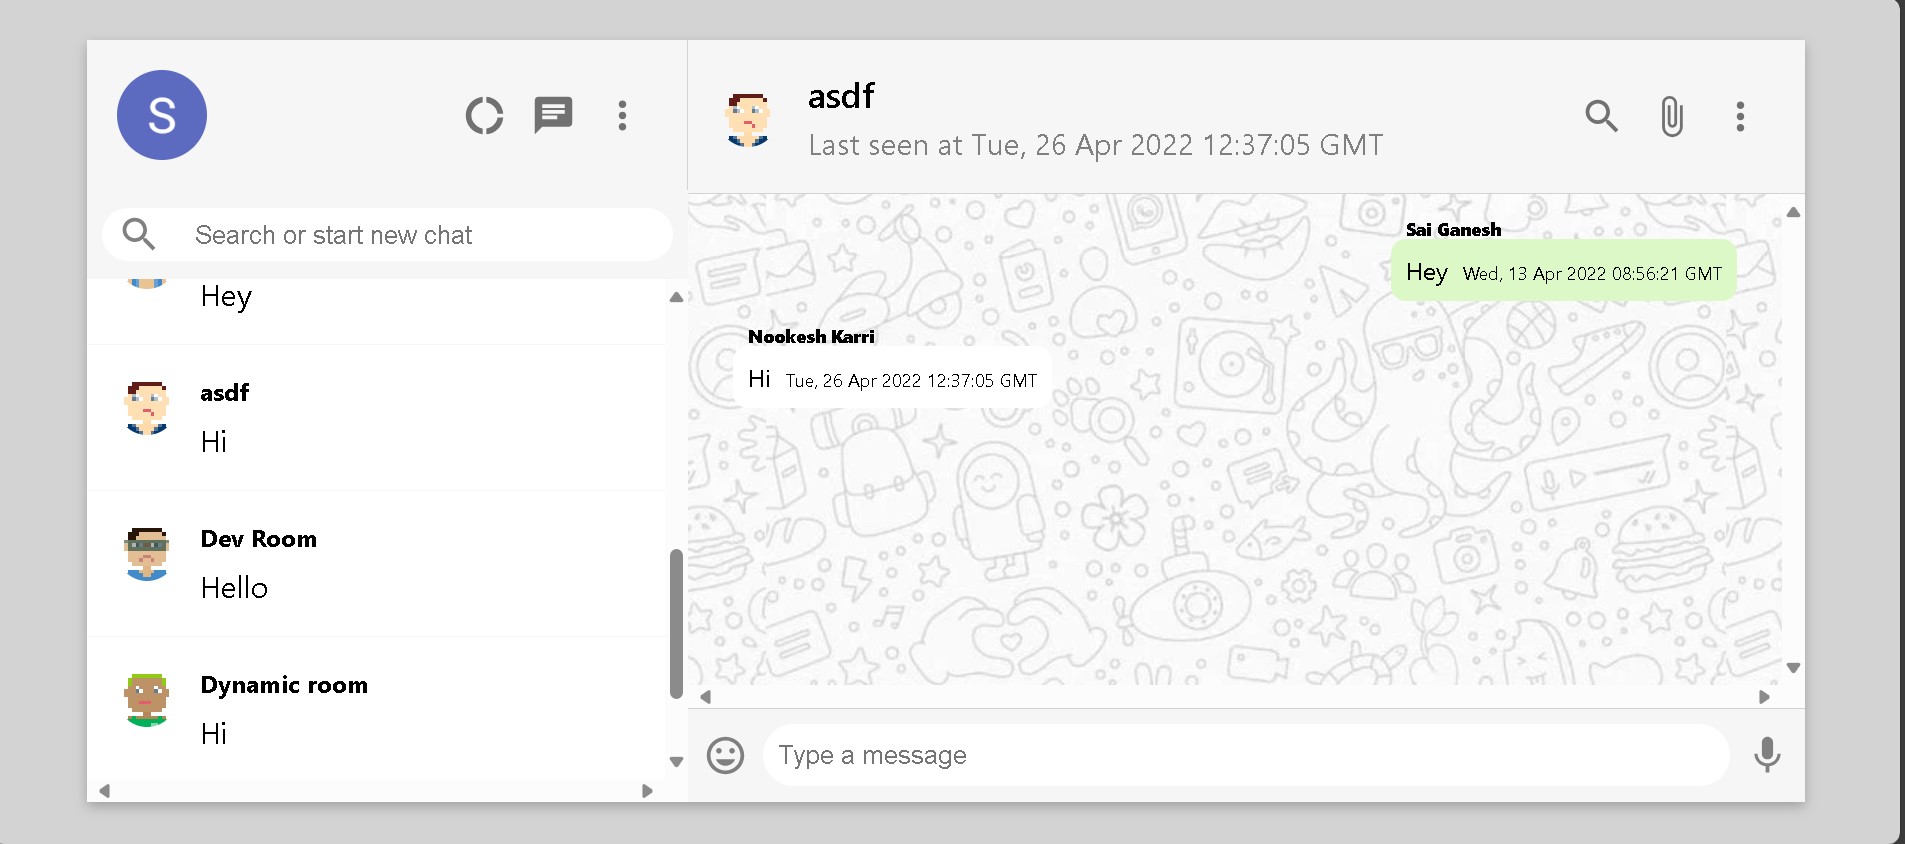 S
Search or start new chat
Hey
asdf
Hi
Dev Room
Hello
Dynamic room
Hi
asdf
Last seen at Tue, 26 Apr 2022 12:37:05 GMT
Sai Ganesh
Hey Wed, 13 Apr 2022 08:56:21 GMT
Nookesh Karri
Hi Tue, 26 Apr 2022 12:37:05 GMT
Type a message